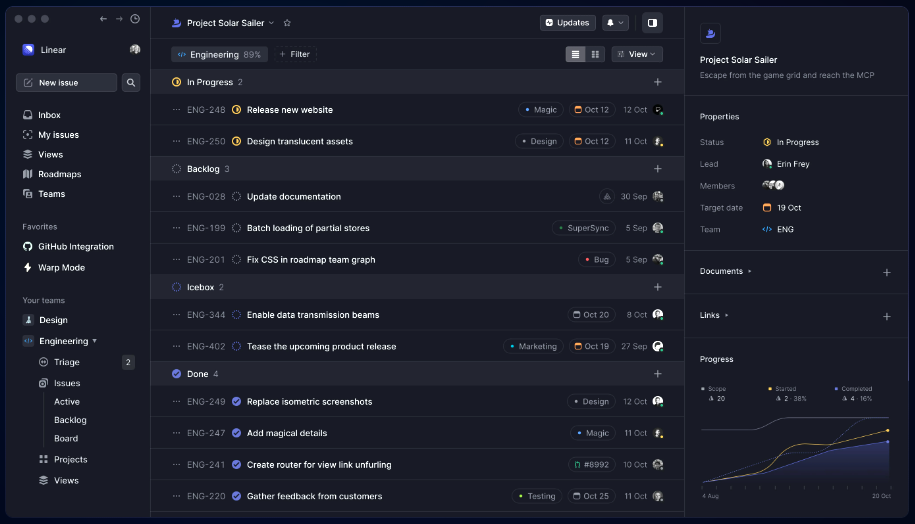 Linear
New issue
Inbox
My issues
Views
Roadmaps
Teams
Favorites
GitHub Integration
Warp Mode
Your teams
Design
Engineering
Triage 2
Issues
Active
Backlog
Board
Projects
Views
Project Solar Sailer
Updates
Engineering 89%
Filter
View
In Progress 2
ENG-248 Release new website Magic Oct 12 12 Oct
ENG-250 Design translucent assets Design Oct 12 11 Oct
Backlog 3
ENG-028 Update documentation 30 Sep
ENG-199 Batch loading of partial stores SuperSync 5 Sep
ENG-201 Fix CSS in roadmap team graph Bug 5 Sep
Icebox 2
ENG-344 Enable data transmission beams Oct 20 8 Oct
ENG-402 Tease the upcoming product release Marketing Oct 19 27 Sep
Done 4
ENG-249 Replace isometric screenshots Design 12 Oct
ENG-247 Add magical details Magic 11 Oct
ENG-241 Create router for view link unfurling #8992 10 Oct
ENG-220 Gather feedback from customers Testing Oct 25 11 Oct
Project Solar Sailer
Escape from the game grid and reach the MCP
Properties
Status In Progress
Lead Erin Frey
Members
Target date 19 Oct
Team ENG
Documents
Links
Progress
Scope Started Completed
20 2 · 38% 4 · 16%
4 Aug 20 Oct